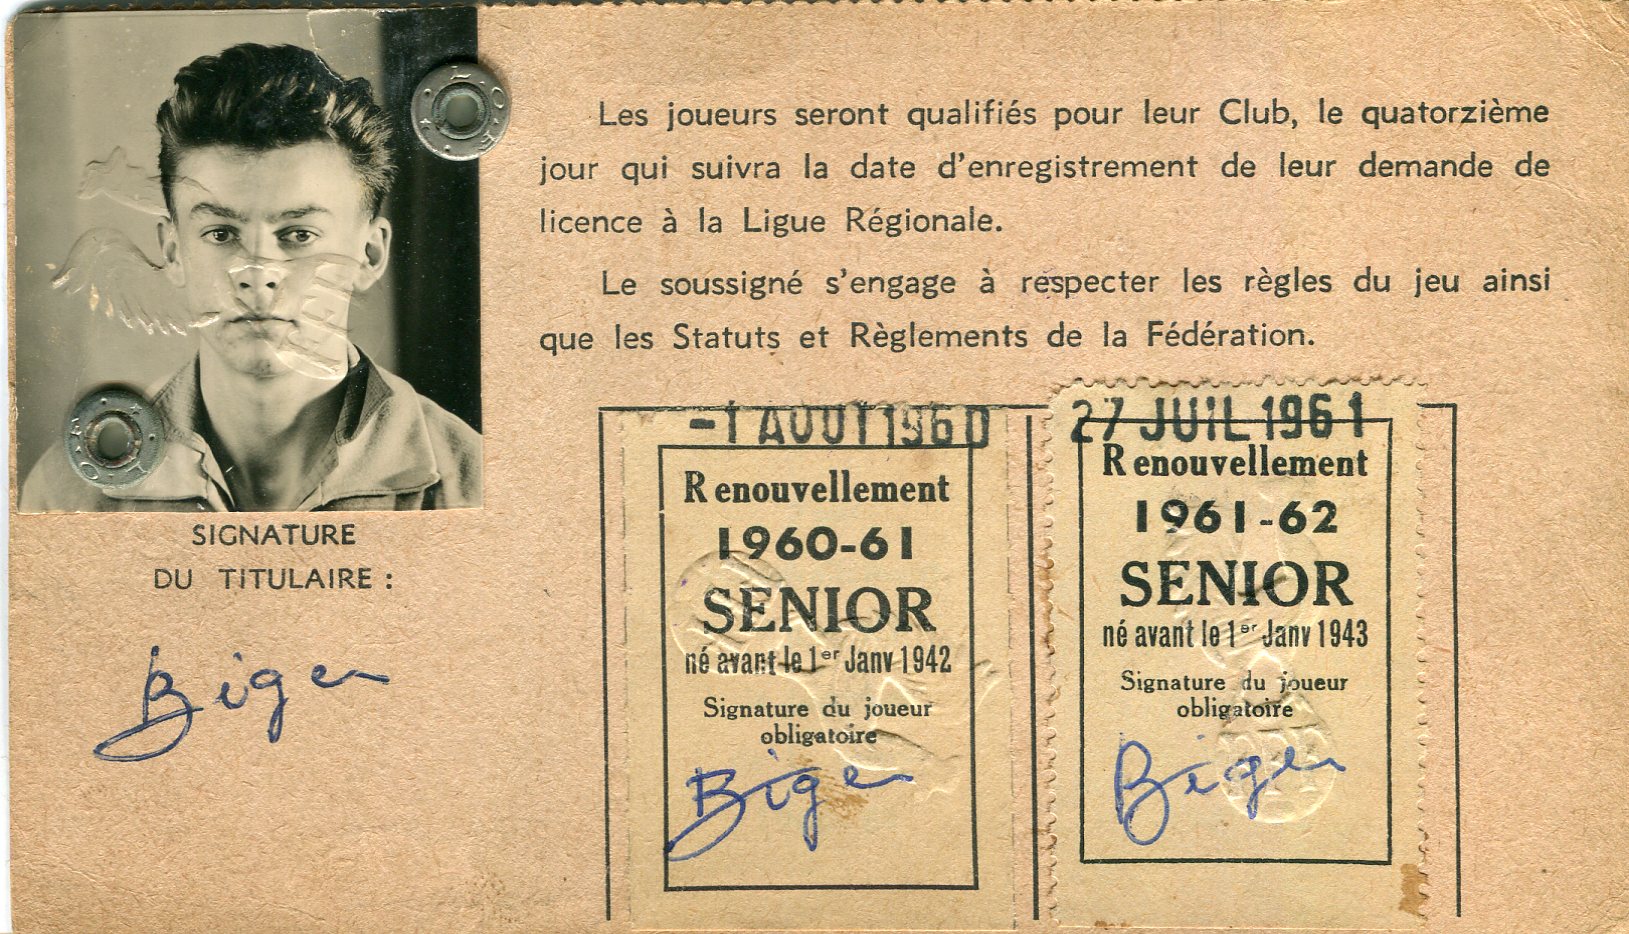 Les joueurs seront qualifiés pour leur Club, le quatorzième
jour qui suivra la date d'enregistrement de leur demande de
licence à la Ligue Régionale.
Le soussigné s'engage à respecter les règles du jeu ainsi
que les Statuts et Règlements de la Fédération.
SIGNATURE
DU TITULAIRE :
Bigen
-1 AOUT 1960
Renouvellement
1960-61
SENIOR
né avant le 1er Janv 1942
Signature du joueur
obligatoire
Bigen
27 JUIL 1961
Renouvellement
1961-62
SENIOR
né avant le 1er Janv 1943
Signature du joueur
obligatoire
Bigen